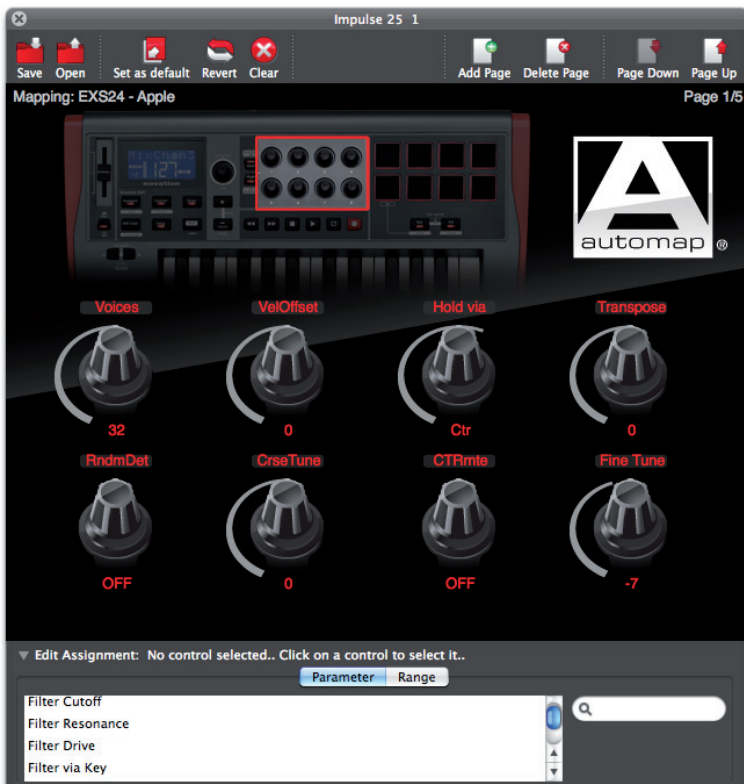 Impulse 25 1
Save Open Set as default Revert Clear Add Page Delete Page Page Down Page Up
Mapping: EXS24 - Apple Page 1/5
MixChan3
127
novation
automap ®
Voices VelOffset Hold via Transpose
32 0 Ctr 0
RndmDet CrseTune CTRmte Fine Tune
OFF 0 OFF -7
Edit Assignment: No control selected.. Click on a control to select it..
Parameter Range
Filter Cutoff
Filter Resonance
Filter Drive
Filter via Key